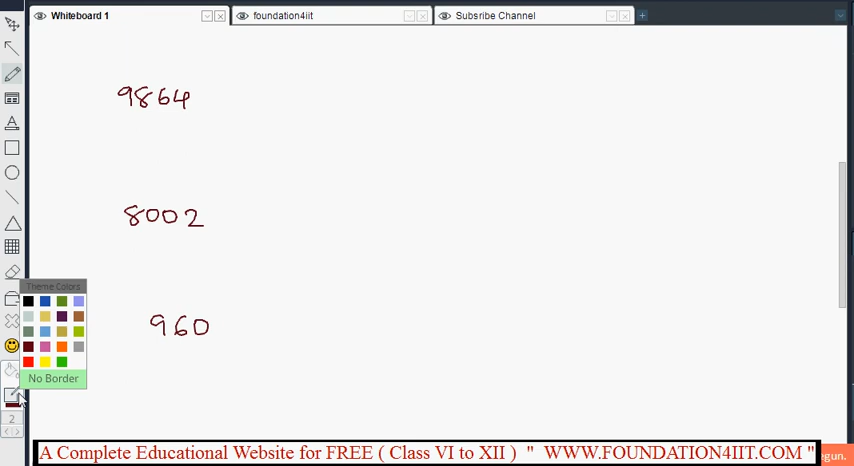 Whiteboard 1
foundation4iit
Subsribe Channel
9864
8002
960
Theme Colors
No Border
2
A Complete Educational Website for FREE ( Class VI to XII ) " WWW.FOUNDATION4IIT.COM "
egun.